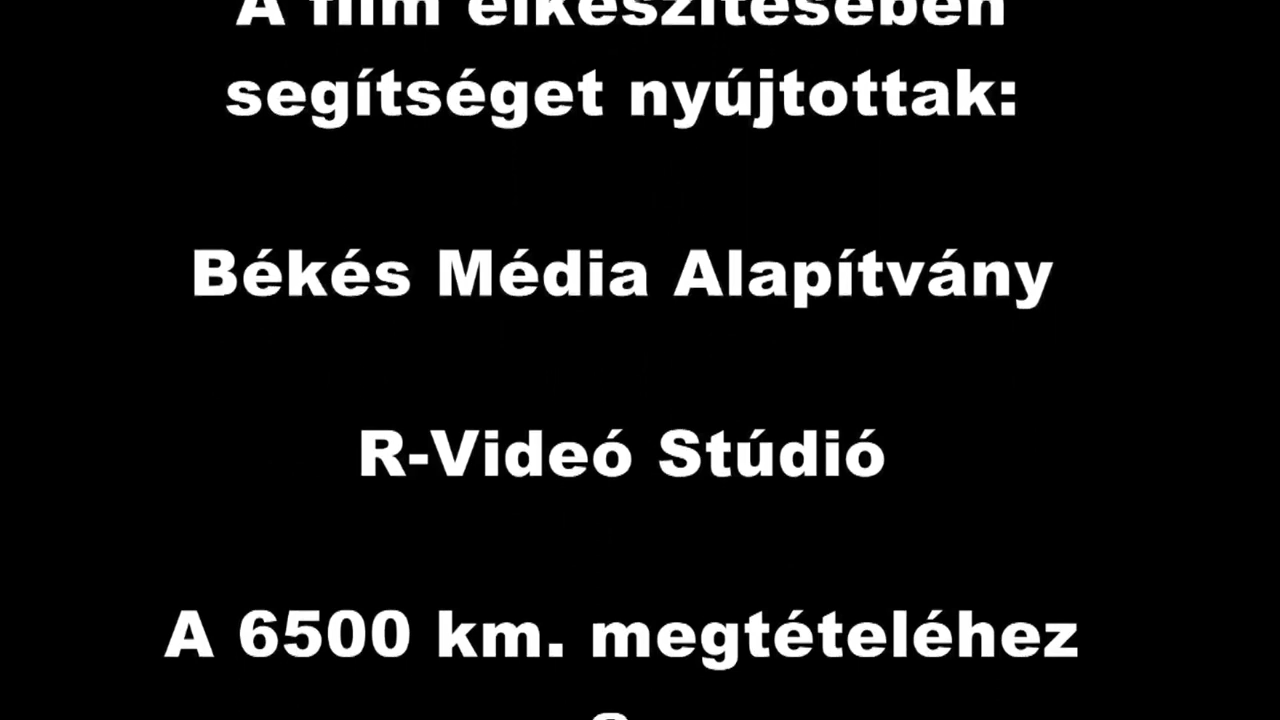 A film elkészítésében
segítséget nyújtottak:
Békés Média Alapítvány
R-Videó Stúdió
A 6500 km. megtételéhez